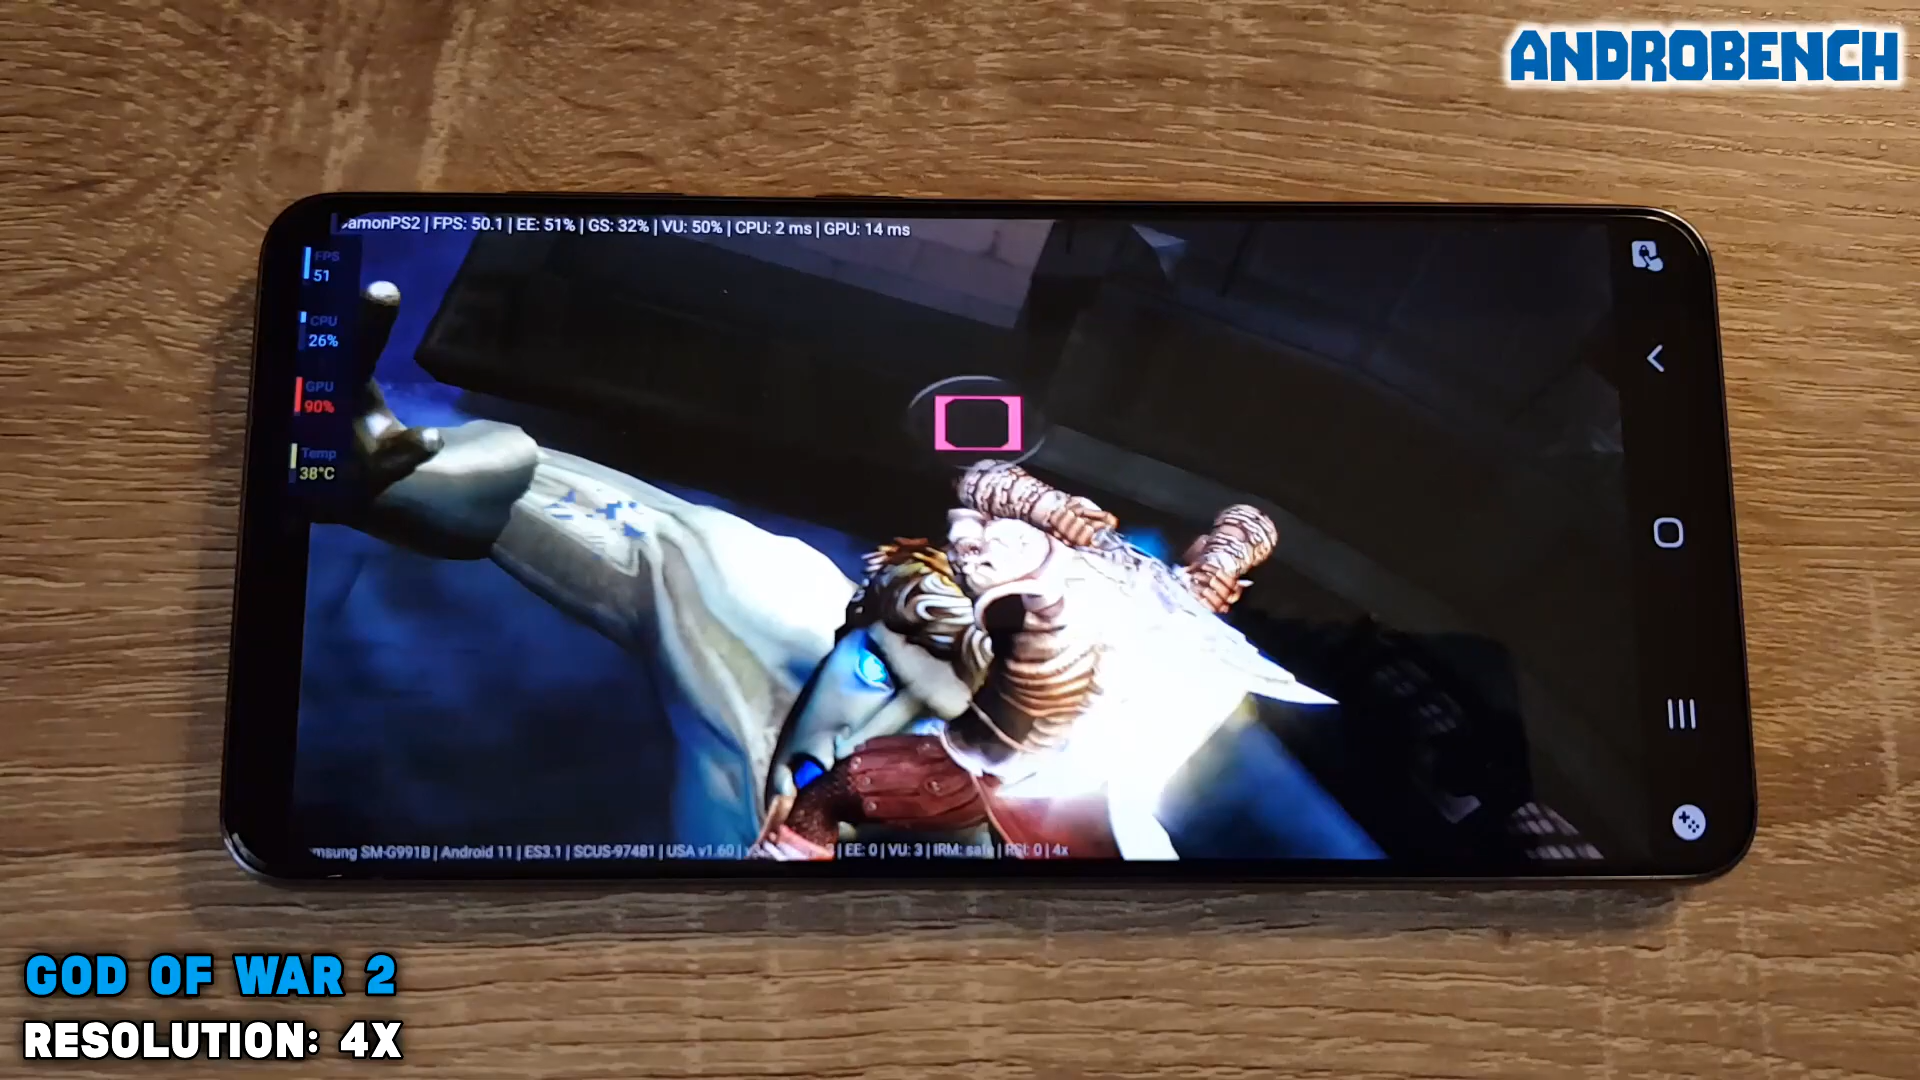 ANDROBENCH
amonPS2 | FPS: 50.1 | EE: 51% | GS: 32% | VU: 50% | CPU: 2 ms | GPU: 14 ms
FPS
51
CPU
26%
GPU
90%
Temp
38°C
msung SM-G991B | Android 11 | ES3.1 | SCUS-97481 | USA v1.60 | | EE: 0 | VU: 3 | IRM: safe | RSI: 0 | 4x
GOD OF WAR 2
RESOLUTION: 4X